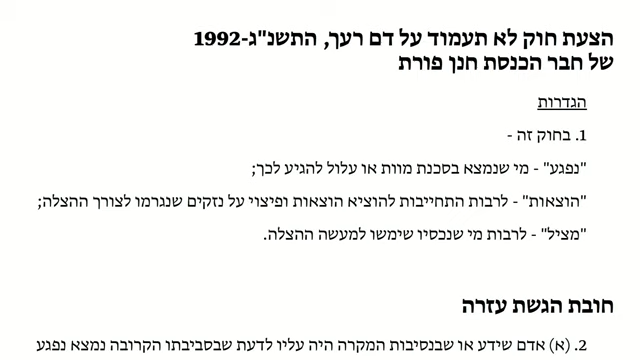 הצעת חוק לא תעמוד על דם רעך, התשנ"ג-1992
של חבר הכנסת חנן פורת
הגדרות
1. בחוק זה -
"נפגע" - מי שנמצא בסכנת מוות או עלול להגיע לכך;
"הוצאות" - לרבות התחייבות להוציא הוצאות ופיצוי על נזקים שנגרמו לצורך ההצלה;
"מציל" - לרבות מי שנכסיו שימשו למעשה ההצלה.
חובת הגשת עזרה
2. (א) אדם שידע או שבנסיבות המקרה היה עליו לדעת שבסביבתו הקרובה נמצא נפגע